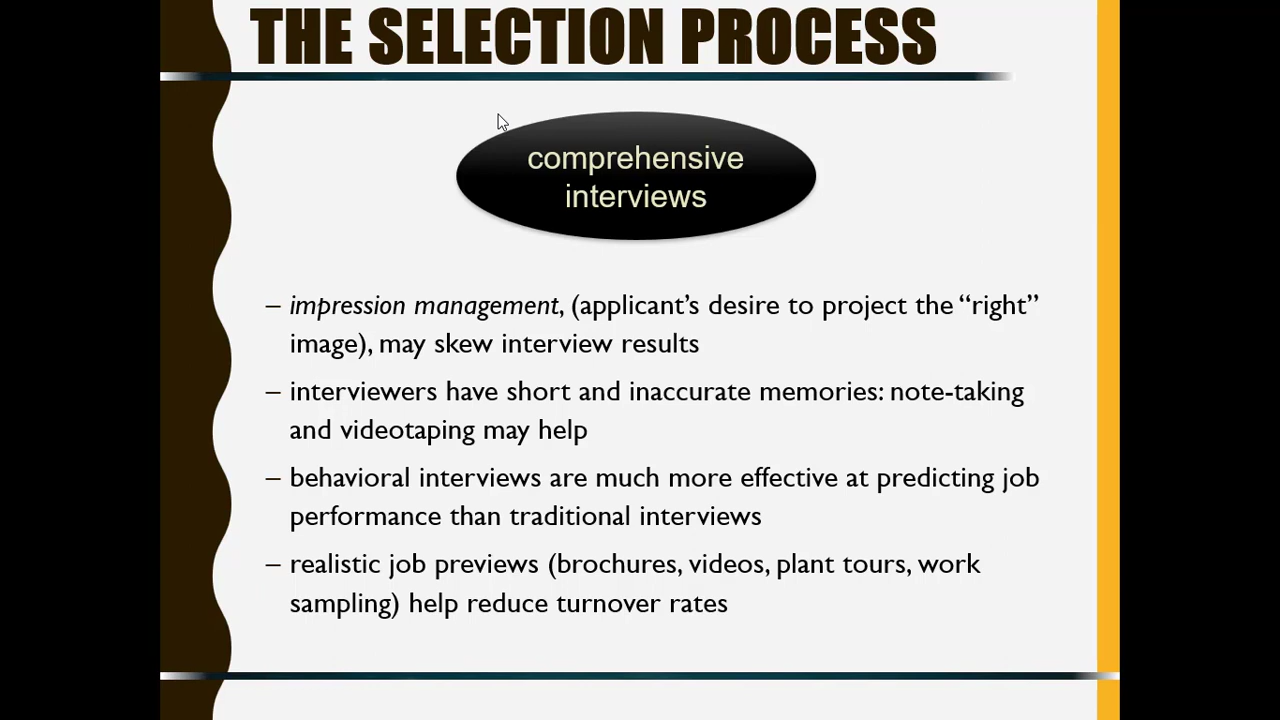 THE SELECTION PROCESS
comprehensive
interviews
– impression management, (applicant’s desire to project the “right”
image), may skew interview results
– interviewers have short and inaccurate memories: note-taking
and videotaping may help
– behavioral interviews are much more effective at predicting job
performance than traditional interviews
– realistic job previews (brochures, videos, plant tours, work
sampling) help reduce turnover rates